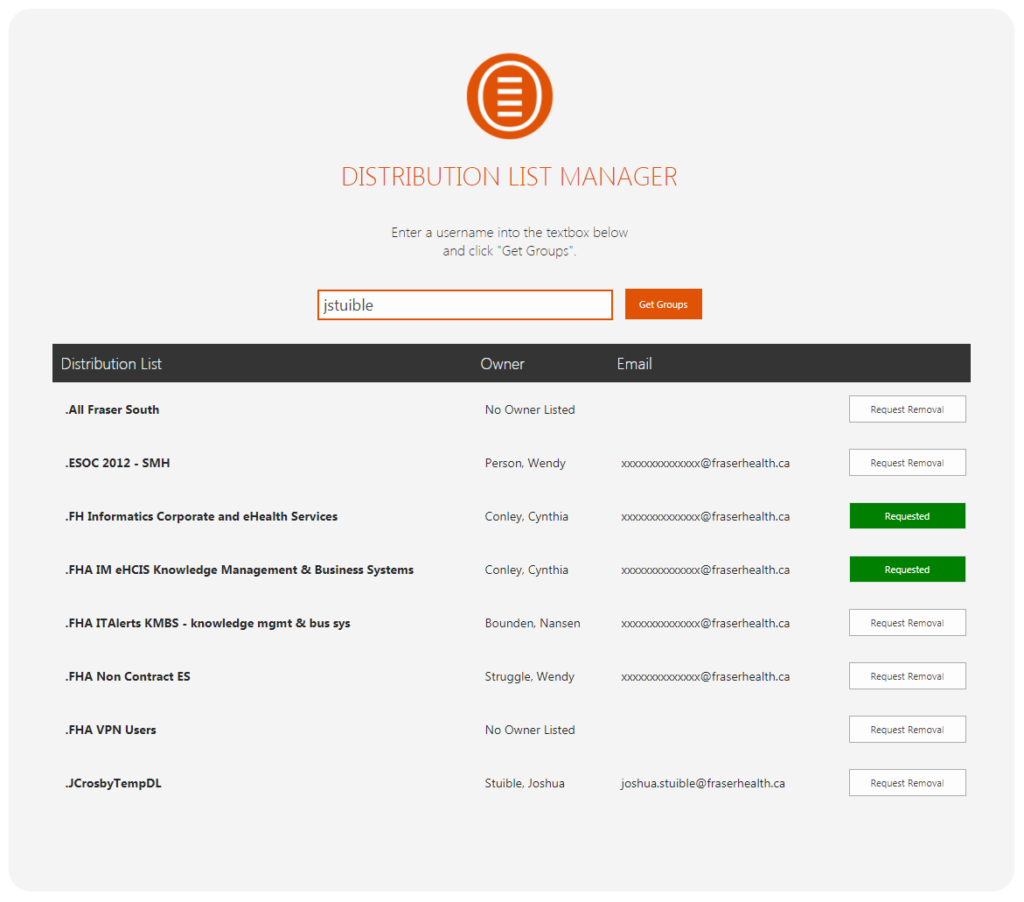 DISTRIBUTION LIST MANAGER
Enter a username into the textbox below
and click "Get Groups".
jstuible Get Groups
Distribution List Owner Email
.All Fraser South No Owner Listed Request Removal
.ESOC 2012 - SMH Person, Wendy xxxxxxxxxxxxxx@fraserhealth.ca Request Removal
.FH Informatics Corporate and eHealth Services Conley, Cynthia xxxxxxxxxxxxxx@fraserhealth.ca Requested
.FHA IM eHCIS Knowledge Management & Business Systems Conley, Cynthia xxxxxxxxxxxxxx@fraserhealth.ca Requested
.FHA ITAlerts KMBS - knowledge mgmt & bus sys Bounden, Nansen xxxxxxxxxxxxxx@fraserhealth.ca Request Removal
.FHA Non Contract ES Struggle, Wendy xxxxxxxxxxxxxx@fraserhealth.ca Request Removal
.FHA VPN Users No Owner Listed Request Removal
.JCrosbyTempDL Stuible, Joshua joshua.stuible@fraserhealth.ca Request Removal